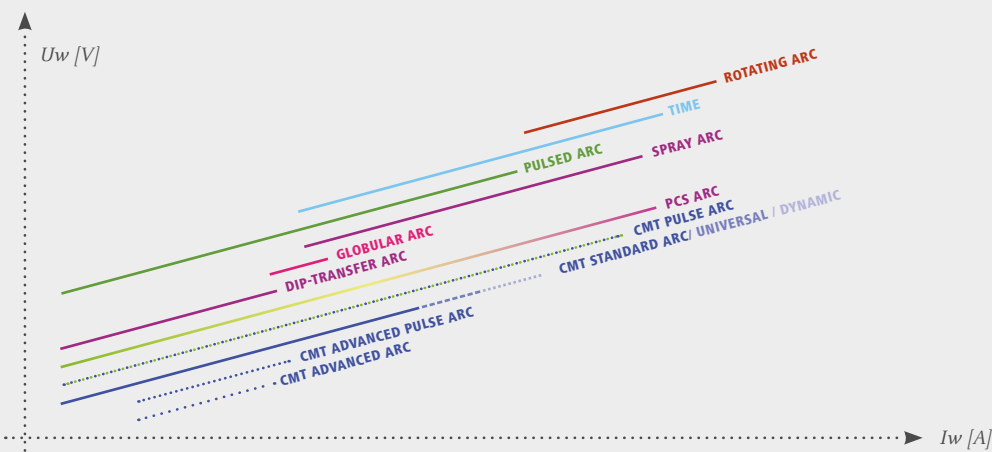 Uw [V]
ROTATING ARC
TIME
SPRAY ARC
PULSED ARC
PCS ARC
CMT PULSE ARC
CMT STANDARD ARC/ UNIVERSAL / DYNAMIC
GLOBULAR ARC
DIP-TRANSFER ARC
CMT ADVANCED PULSE ARC
CMT ADVANCED ARC
Iw [A]